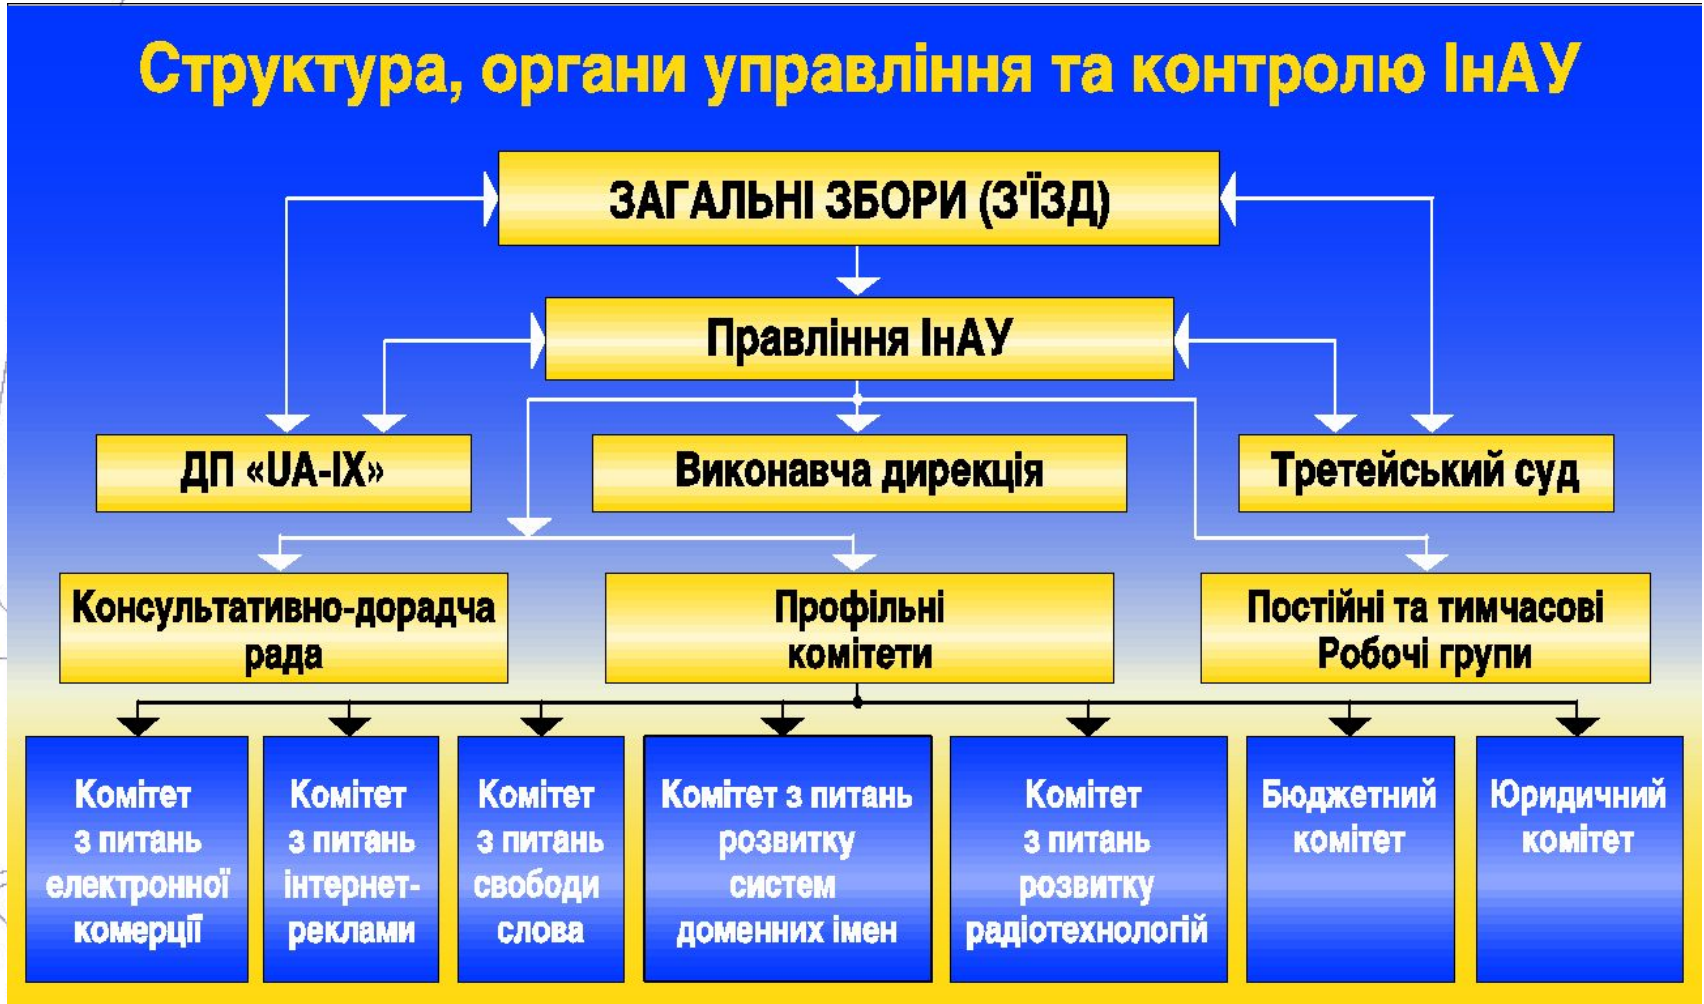 Структура, органи управління та контролю ІнАУ
ЗАГАЛЬНІ ЗБОРИ (З'ЇЗД)
Правління ІнАУ
ДП «UA-IX»
Виконавча дирекція
Третейський суд
Консультативно-дорадча
рада
Профільні
комітети
Постійні та тимчасові
Робочі групи
Комітет
з питань
електронної
комерції
Комітет
з питань
інтернет-
реклами
Комітет
з питань
свободи
слова
Комітет з питань
розвитку
систем
доменних імен
Комітет
з питань
розвитку
радіотехнологій
Бюджетний
комітет
Юридичний
комітет